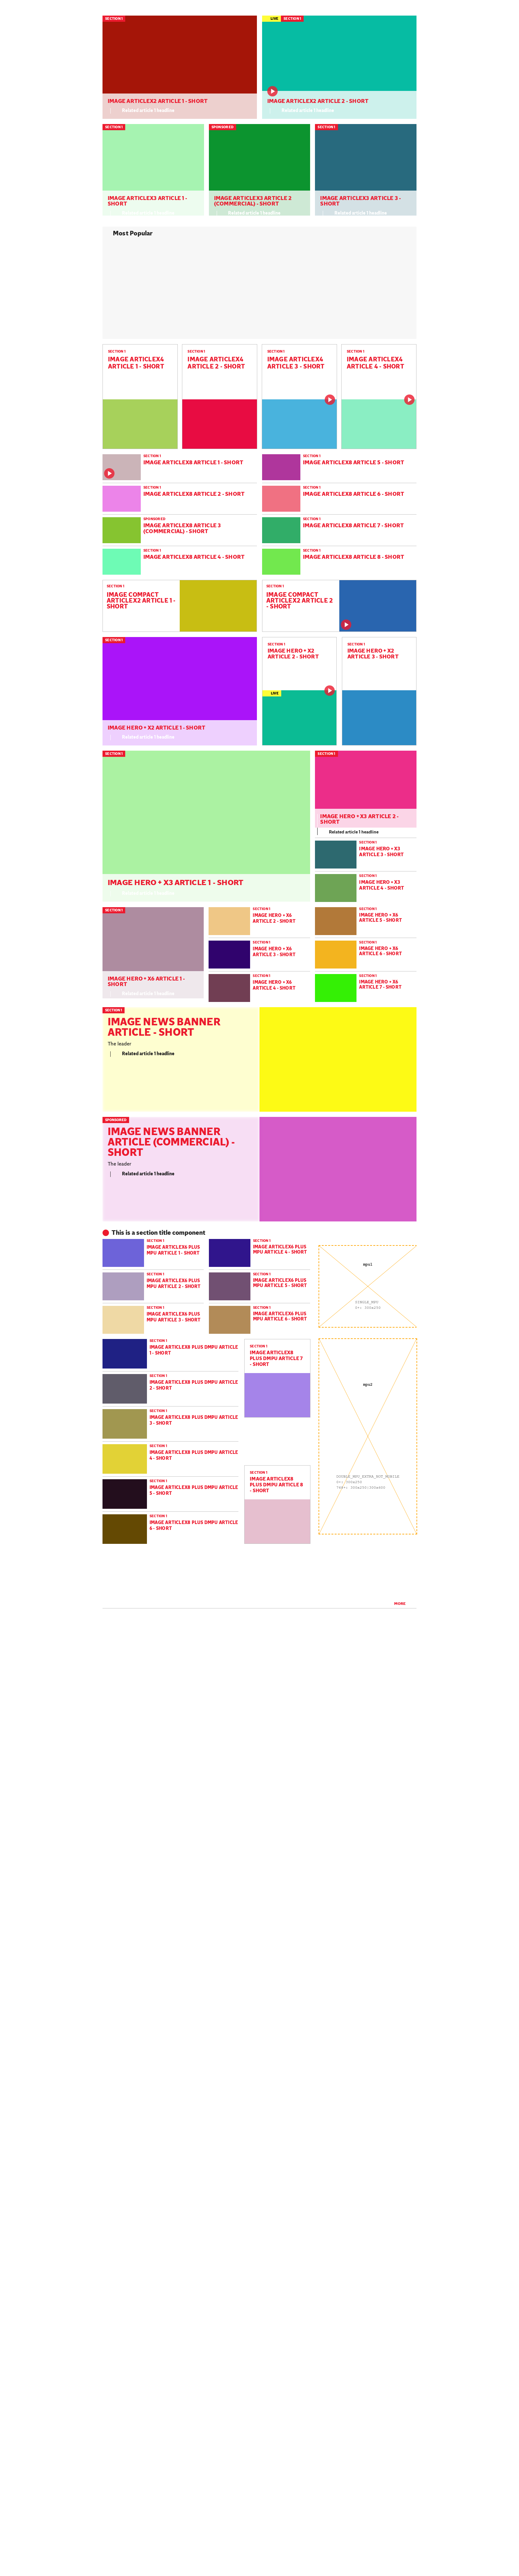 SECTION 1
IMAGE ARTICLEX2 ARTICLE 1 - SHORT
Related article 1 headline
LIVE
SECTION 1
IMAGE ARTICLEX2 ARTICLE 2 - SHORT
Related article 1 headline
SECTION 1
IMAGE ARTICLEX3 ARTICLE 1 -
SHORT
SPONSORED
IMAGE ARTICLEX3 ARTICLE 2
(COMMERCIAL) - SHORT
Related article 1 headline
SECTION 1
IMAGE ARTICLEX3 ARTICLE 3 -
SHORT
Related article 1 headline
Most Popular
SECTION 1
IMAGE ARTICLEX4
ARTICLE 1 - SHORT
SECTION 1
IMAGE ARTICLEX4
ARTICLE 2 - SHORT
SECTION 1
IMAGE ARTICLEX4
ARTICLE 3 - SHORT
SECTION 1
IMAGE ARTICLEX4
ARTICLE 4 - SHORT
SECTION 1
IMAGE ARTICLEX8 ARTICLE 1 - SHORT
SECTION 1
IMAGE ARTICLEX8 ARTICLE 2 - SHORT
SPONSORED
IMAGE ARTICLEX8 ARTICLE 3
(COMMERCIAL) - SHORT
SECTION 1
IMAGE ARTICLEX8 ARTICLE 4 - SHORT
SECTION 1
IMAGE ARTICLEX8 ARTICLE 5 - SHORT
SECTION 1
IMAGE ARTICLEX8 ARTICLE 6 - SHORT
SECTION 1
IMAGE ARTICLEX8 ARTICLE 7 - SHORT
SECTION 1
IMAGE ARTICLEX8 ARTICLE 8 - SHORT
SECTION 1
IMAGE COMPACT
ARTICLEX2 ARTICLE 1 -
SHORT
SECTION 1
IMAGE COMPACT
ARTICLEX2 ARTICLE 2
- SHORT
SECTION 1
IMAGE HERO + X2 ARTICLE 1 - SHORT
Related article 1 headline
SECTION 1
IMAGE HERO + X2
ARTICLE 2 - SHORT
LIVE
SECTION 1
IMAGE HERO + X2
ARTICLE 3 - SHORT
SECTION 1
IMAGE HERO + X3 ARTICLE 1 - SHORT
SECTION 1
IMAGE HERO + X3 ARTICLE 2 -
SHORT
Related article 1 headline
SECTION 1
IMAGE HERO + X3
ARTICLE 3 - SHORT
SECTION 1
IMAGE HERO + X3
ARTICLE 4 - SHORT
SECTION 1
IMAGE HERO + X6 ARTICLE 1 -
SHORT
Related article 1 headline
SECTION 1
IMAGE HERO + X6
ARTICLE 2 - SHORT
SECTION 1
IMAGE HERO + X6
ARTICLE 3 - SHORT
SECTION 1
IMAGE HERO + X6
ARTICLE 4 - SHORT
SECTION 1
IMAGE HERO + X6
ARTICLE 5 - SHORT
SECTION 1
IMAGE HERO + X6
ARTICLE 6 - SHORT
SECTION 1
IMAGE HERO + X6
ARTICLE 7 - SHORT
SECTION 1
IMAGE NEWS BANNER
ARTICLE - SHORT
The leader
Related article 1 headline
SPONSORED
IMAGE NEWS BANNER
ARTICLE (COMMERCIAL) -
SHORT
The leader
Related article 1 headline
This is a section title component
SECTION 1
IMAGE ARTICLEX6 PLUS
MPU ARTICLE 1 - SHORT
SECTION 1
IMAGE ARTICLEX6 PLUS
MPU ARTICLE 2 - SHORT
SECTION 1
IMAGE ARTICLEX6 PLUS
MPU ARTICLE 3 - SHORT
SECTION 1
IMAGE ARTICLEX6 PLUS
MPU ARTICLE 4 - SHORT
SECTION 1
IMAGE ARTICLEX6 PLUS
MPU ARTICLE 5 - SHORT
SECTION 1
IMAGE ARTICLEX6 PLUS
MPU ARTICLE 6 - SHORT
mpu1
SINGLE_MPU
SECTION 1
IMAGE ARTICLEX8 PLUS DMPU ARTICLE
1 - SHORT
SECTION 1
IMAGE ARTICLEX8 PLUS DMPU ARTICLE
2 - SHORT
SECTION 1
IMAGE ARTICLEX8 PLUS DMPU ARTICLE
3 - SHORT
SECTION 1
IMAGE ARTICLEX8 PLUS DMPU ARTICLE
4 - SHORT
SECTION 1
IMAGE ARTICLEX8 PLUS DMPU ARTICLE
5 - SHORT
SECTION 1
IMAGE ARTICLEX8 PLUS DMPU ARTICLE
6 - SHORT
SECTION 1
IMAGE ARTICLEX8
PLUS DMPU ARTICLE 7
- SHORT
SECTION 1
IMAGE ARTICLEX8
PLUS DMPU ARTICLE 8
- SHORT
mpu2
MORE